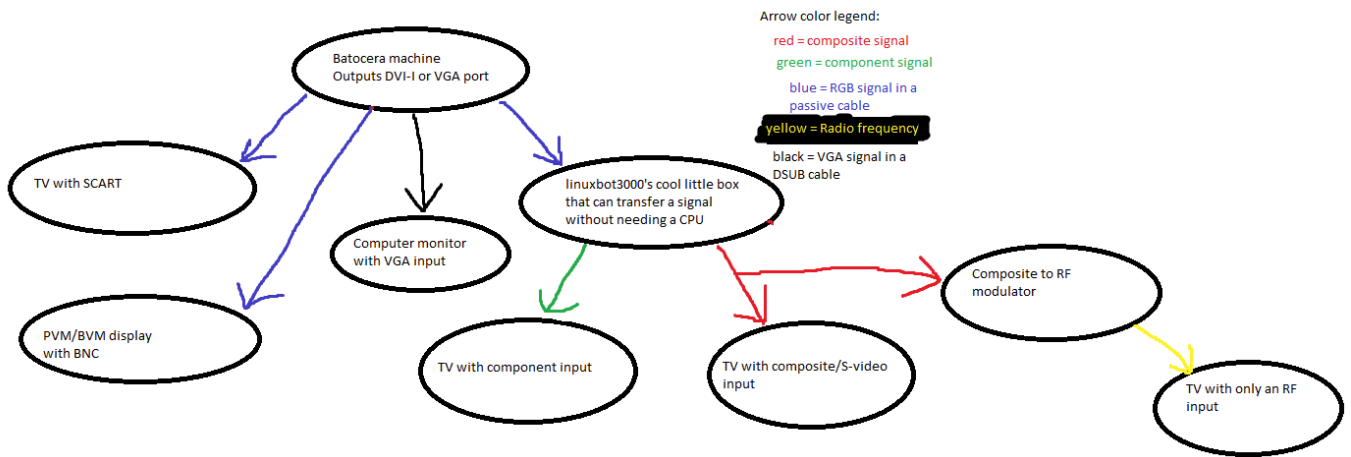 Arrow color legend:
red = composite signal
green = component signal
blue = RGB signal in a
passive cable
yellow = Radio frequency
black = VGA signal in a
DSUB cable
Batocera machine
Outputs DVI-I or VGA port
TV with SCART
linuxbot3000's cool little box
that can transfer a signal
without needing a CPU
Computer monitor
with VGA input
Composite to RF
modulator
PVM/BVM display
with BNC
TV with component input
TV with composite/S-video
input
TV with only an RF
input